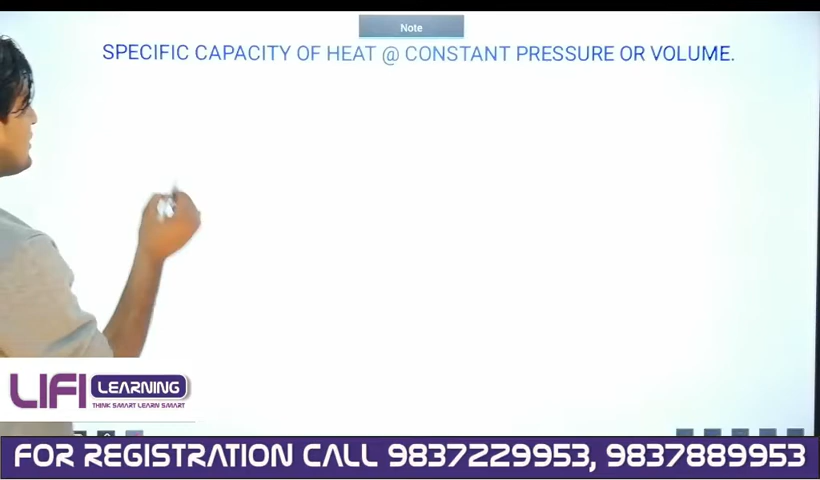 Note
SPECIFIC CAPACITY OF HEAT @ CONSTANT PRESSURE OR VOLUME.
LIFI LEARNING
THINK SMART LEARN SMART
FOR REGISTRATION CALL 9837229953, 9837889953